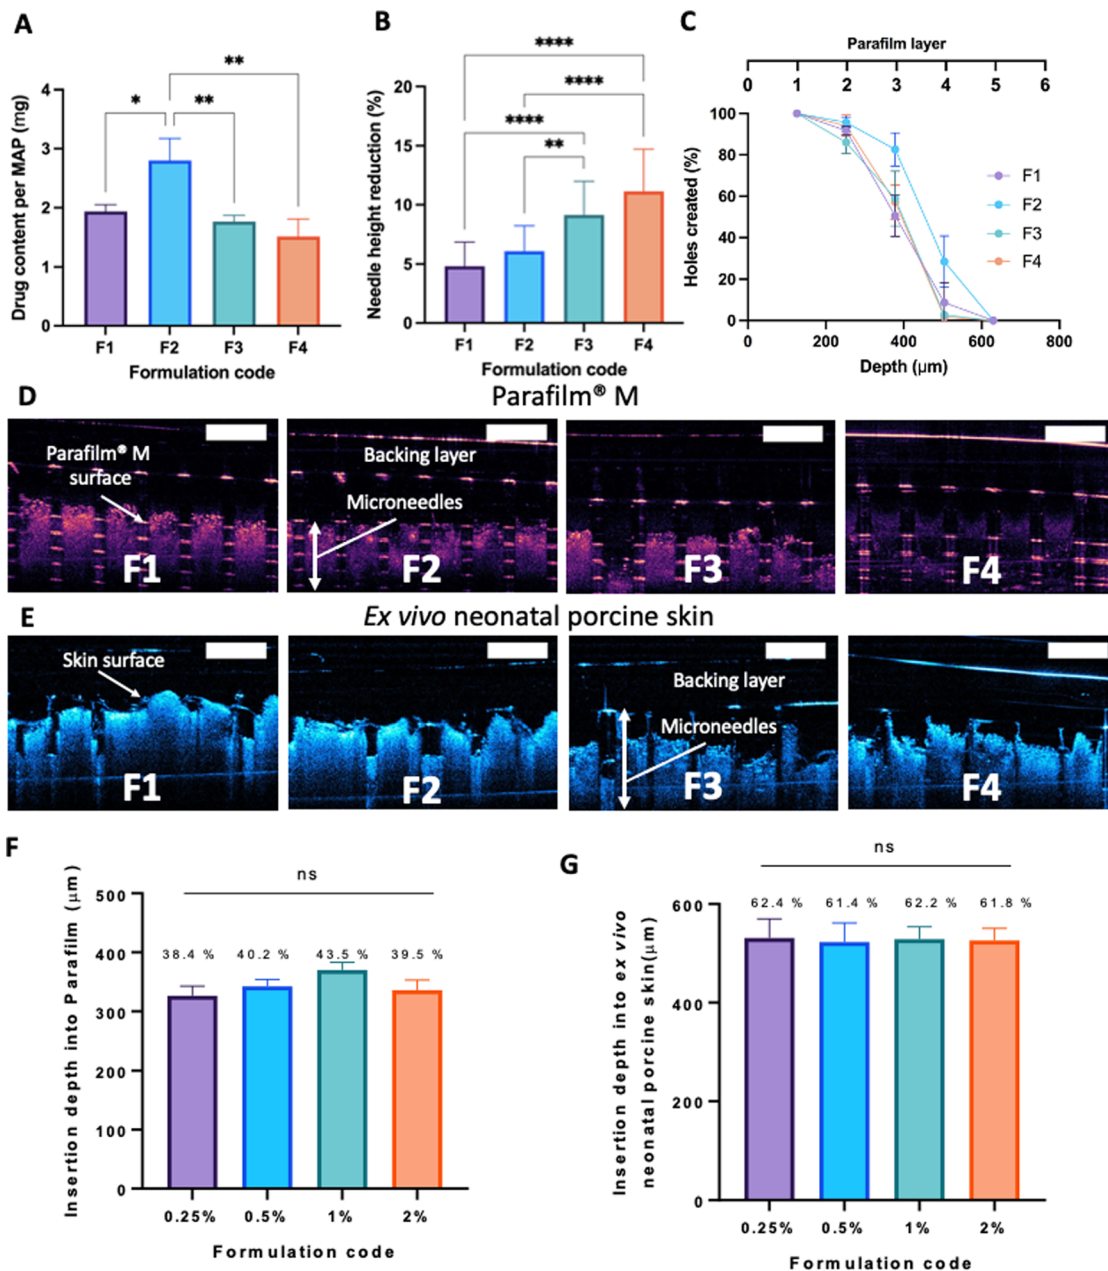 A
Drug content per MAP (mg)
4
3
2
1
0
*
**
**
F1 F2 F3 F4
Formulation code
B
Needle height reduction (%)
20
15
10
5
0
****
****
****
**
F1 F2 F3 F4
Formulation code
C
Parafilm layer
0 1 2 3 4 5 6
Holes created (%)
100
80
60
40
20
0
0 200 400 600 800
Depth (µm)
F1
F2
F3
F4
D
Parafilm® M
Parafilm® M
surface
F1
Backing layer
Microneedles
F2
F3
F4
E
Ex vivo neonatal porcine skin
Skin surface
F1
F2
Backing layer
Microneedles
F3
F4
F
Insertion depth into Parafilm (µm)
500
400
300
200
100
0
ns
38.4 % 40.2 % 43.5 % 39.5 %
0.25% 0.5% 1% 2%
Formulation code
G
Insertion depth into ex vivo
neonatal porcine skin(µm)
600
400
200
0
ns
62.4 % 61.4 % 62.2 % 61.8 %
0.25% 0.5% 1% 2%
Formulation code